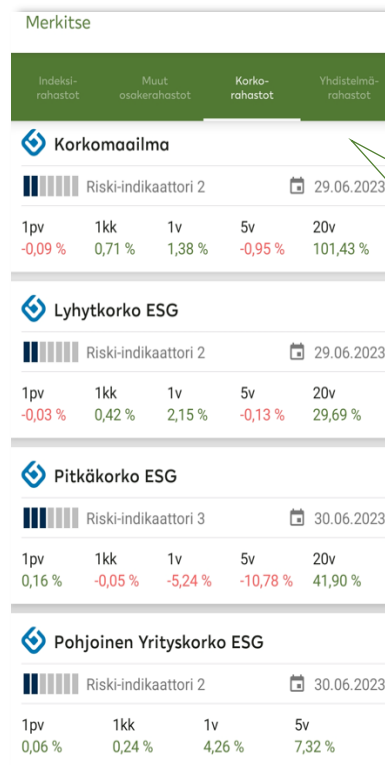 Merkitse
Indeksi- Muut Korko- Yhdistelmä-
rahastot osakerahastot rahastot rahastot
Korkomaailma
Riski-indikaattori 2 29.06.2023
1pv 1kk 1v 5v 20v
-0,09 % 0,71 % 1,38 % -0,95 % 101,43 %
Lyhytkorko ESG
Riski-indikaattori 2 29.06.2023
1pv 1kk 1v 5v 20v
-0,03 % 0,42 % 2,15 % -0,13 % 29,69 %
Pitkäkorko ESG
Riski-indikaattori 3 30.06.2023
1pv 1kk 1v 5v 20v
0,16 % -0,05 % -5,24 % -10,78 % 41,90 %
Pohjoinen Yrityskorko ESG
Riski-indikaattori 2 30.06.2023
1pv 1kk 1v 5v
0,06 % 0,24 % 4,26 % 7,32 %